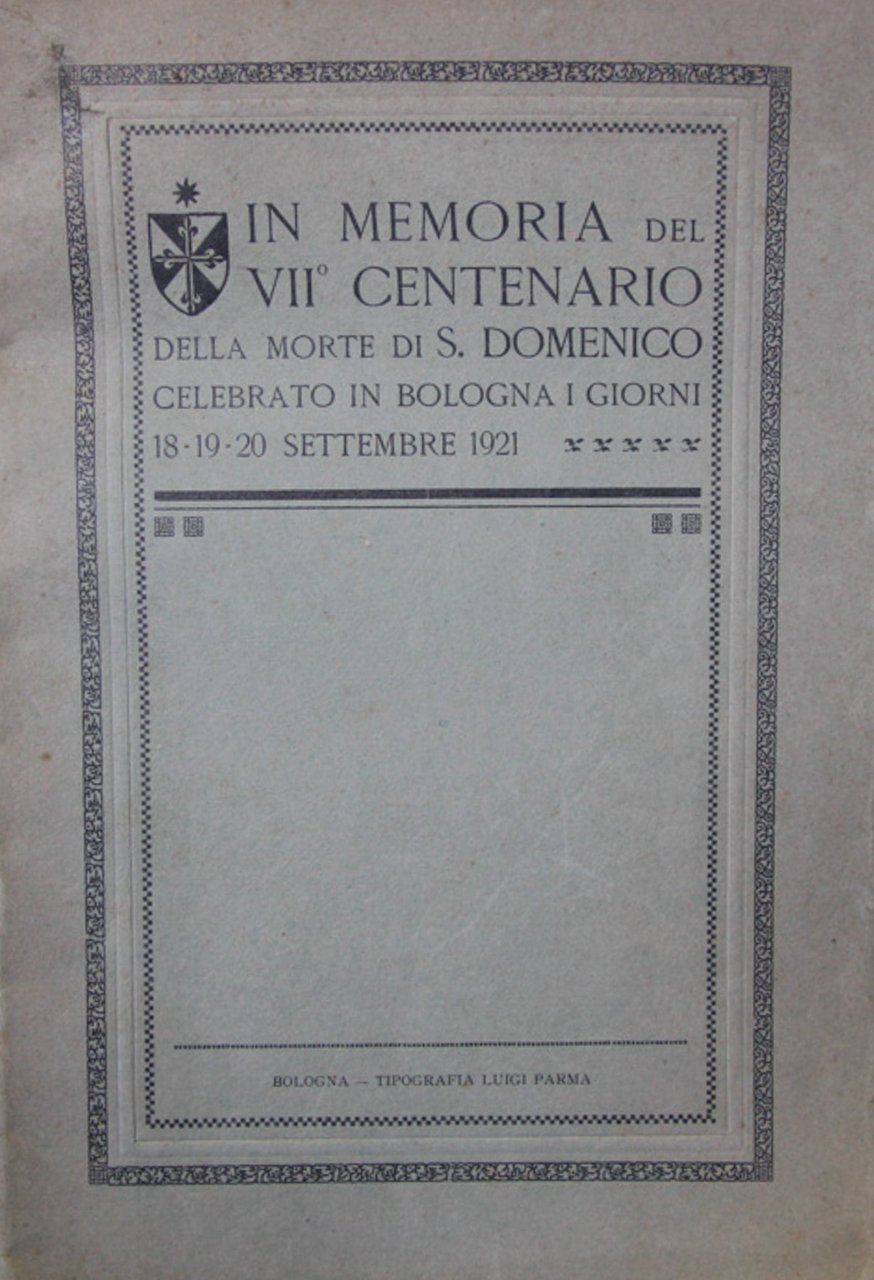 IN MEMORIA DEL
VII° CENTENARIO
DELLA MORTE DI S. DOMENICO
CELEBRATO IN BOLOGNA I GIORNI
18-19-20 SETTEMBRE 1921
BOLOGNA — TIPOGRAFIA LUIGI PARMA